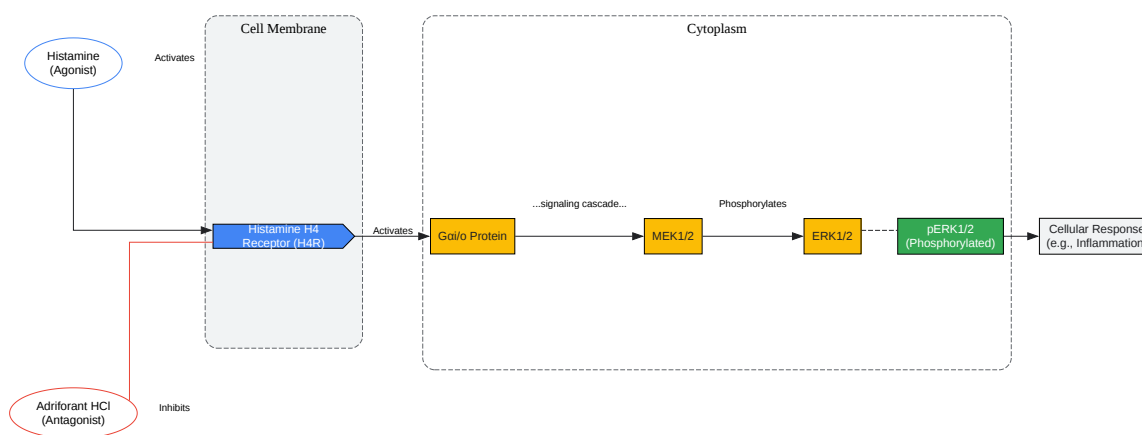 Cell Membrane
Cytoplasm
Histamine
(Agonist)
Activates
...signaling cascade...
Phosphorylates
Histamine H4
Receptor (H4R)
Activates
Gαi/o Protein
MEK1/2
ERK1/2
pERK1/2
(Phosphorylated)
Cellular Response
(e.g., Inflammation
Adriforant HCl
(Antagonist)
Inhibits